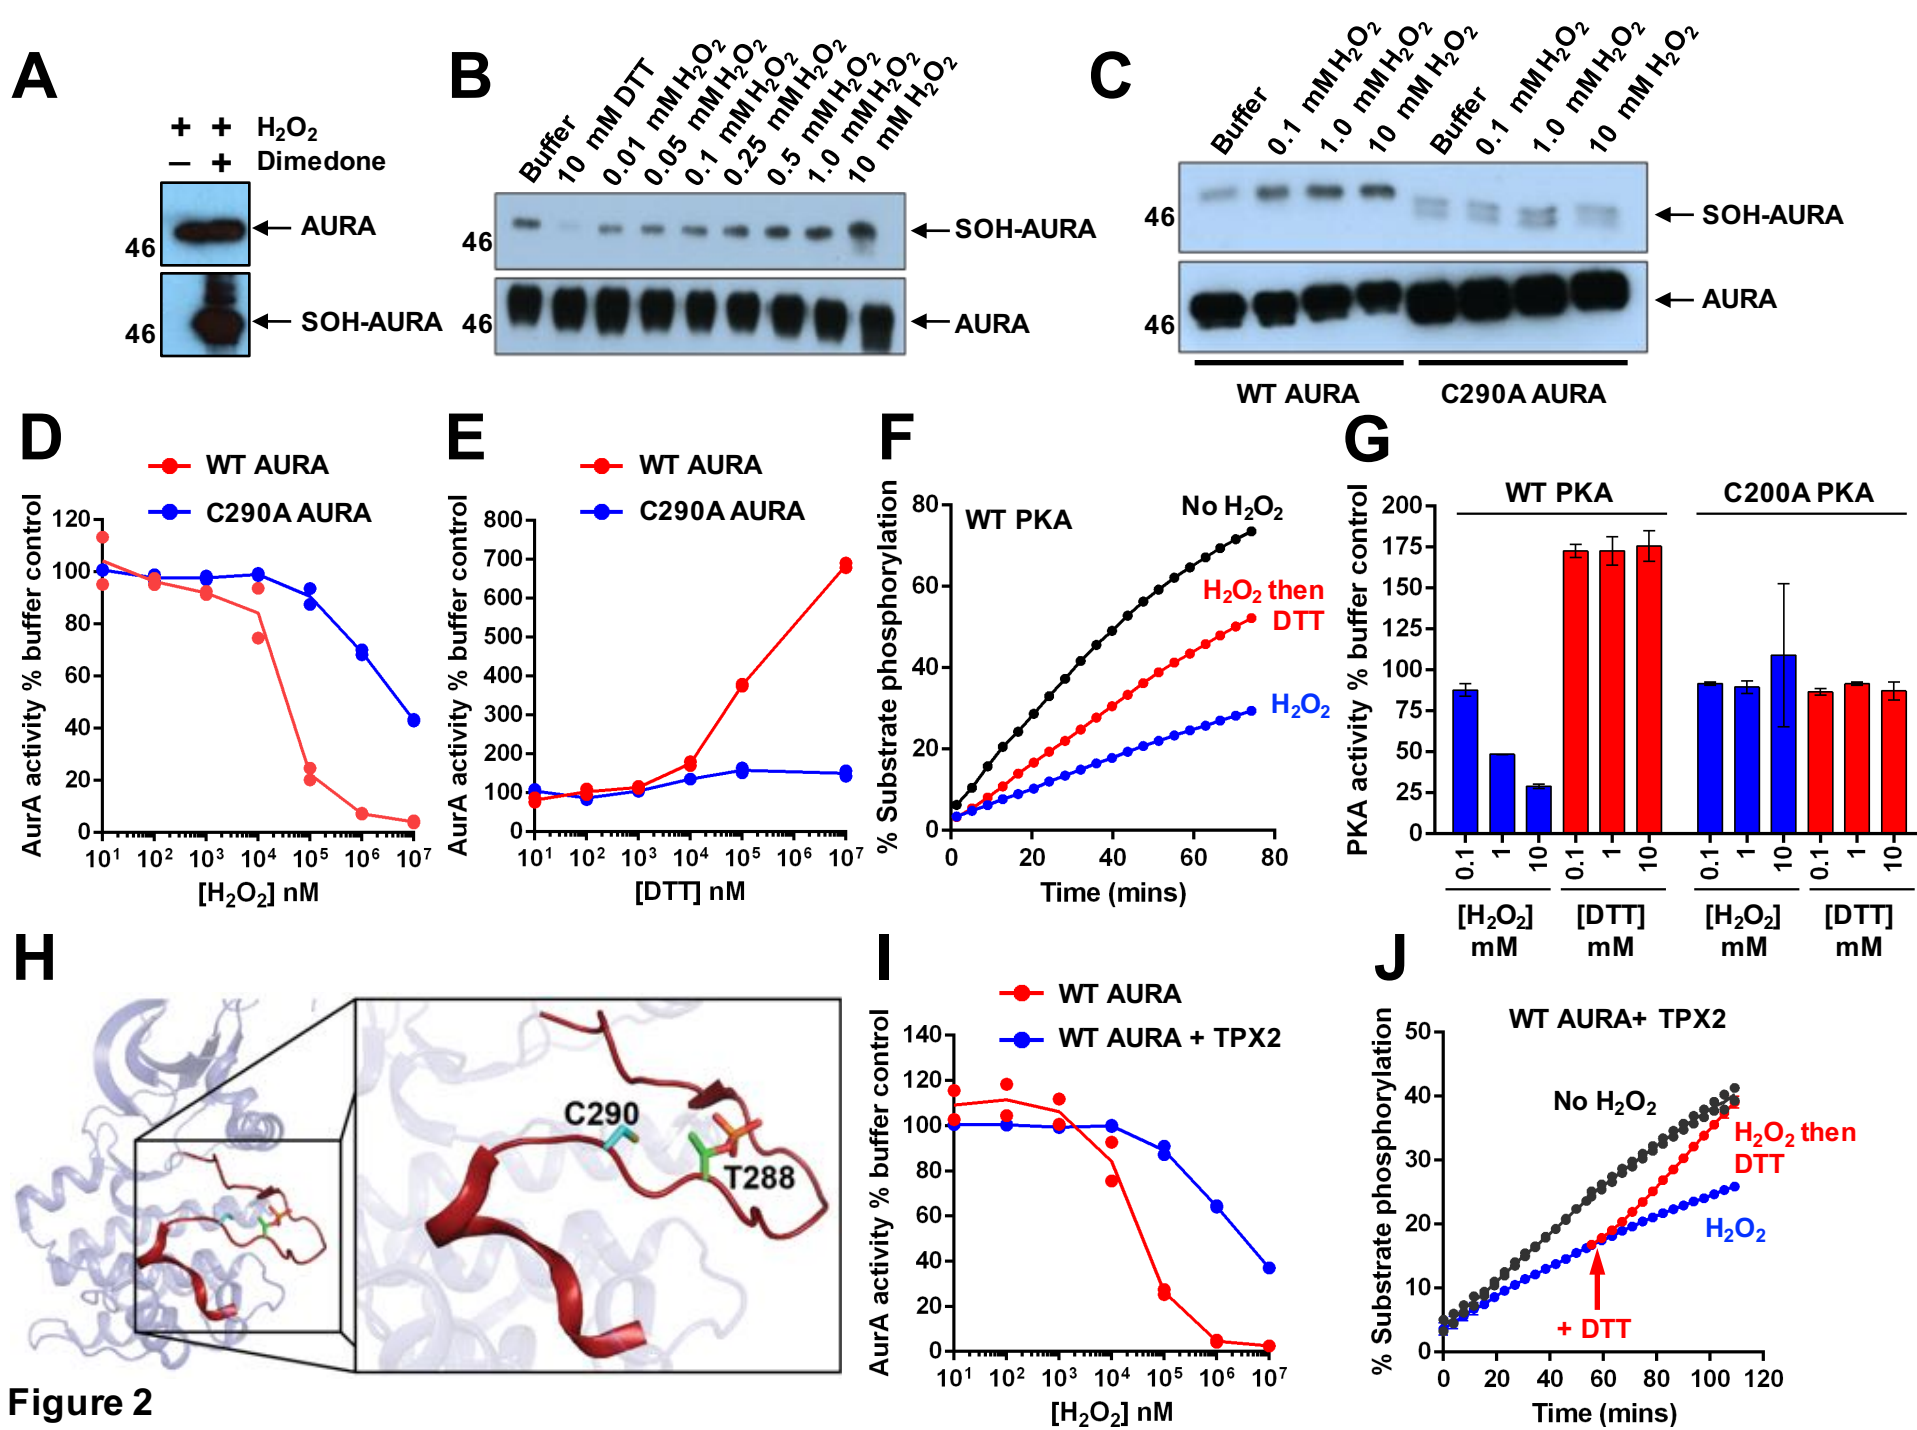 A
+ + H₂O₂
– + Dimedone
46
AURA
46
SOH-AURA
B
Buffer
10 mM DTT
0.01 mM H₂O₂
0.05 mM H₂O₂
0.1 mM H₂O₂
0.25 mM H₂O₂
0.5 mM H₂O₂
1.0 mM H₂O₂
10 mM H₂O₂
46
SOH-AURA
46
AURA
C
Buffer
0.1 mM H₂O₂
1.0 mM H₂O₂
10 mM H₂O₂
Buffer
0.1 mM H₂O₂
1.0 mM H₂O₂
10 mM H₂O₂
46
SOH-AURA
46
AURA
WT AURA
C290A AURA
D
WT AURA
C290A AURA
AurA activity % buffer control
120
100
80
60
40
20
0
10¹ 10² 10³ 10⁴ 10⁵ 10⁶ 10⁷
[H₂O₂] nM
E
WT AURA
C290A AURA
AurA activity % buffer control
800
700
600
500
400
300
200
100
0
10¹ 10² 10³ 10⁴ 10⁵ 10⁶ 10⁷
[DTT] nM
F
% Substrate phosphorylation
80
60
40
20
0
WT PKA
No H₂O₂
H₂O₂ then
DTT
H₂O₂
0 20 40 60 80
Time (mins)
G
WT PKA
C200A PKA
PKA activity % buffer control
200
175
150
125
100
75
50
25
0
0.1 1 10 0.1 1 10 0.1 1 10 0.1 1 10
[H₂O₂] [DTT] [H₂O₂] [DTT]
mM mM mM mM
H
C290
T288
I
WT AURA
WT AURA + TPX2
AurA activity % buffer control
140
120
100
80
60
40
20
0
10¹ 10² 10³ 10⁴ 10⁵ 10⁶ 10⁷
[H₂O₂] nM
J
WT AURA+ TPX2
% Substrate phosphorylation
50
40
30
20
10
0
No H₂O₂
H₂O₂ then
DTT
H₂O₂
+ DTT
0 20 40 60 80 100 120
Time (mins)
Figure 2